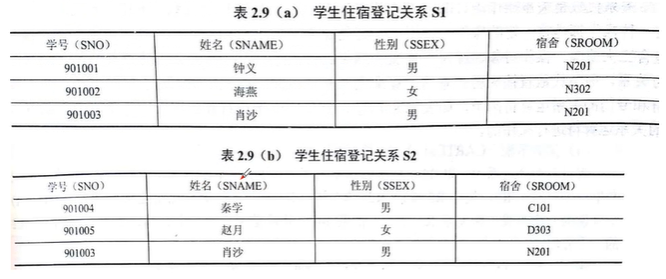 表 2.9（a） 学生住宿登记关系 S1
学号（SNO） 姓名（SNAME） 性别（SSEX） 宿舍（SROOM）
901001 钟义 男 N201
901002 海燕 女 N302
901003 肖沙 男 N201
表 2.9（b） 学生住宿登记关系 S2
学号（SNO） 姓名（SNAME） 性别（SSEX） 宿舍（SROOM）
901004 秦学 男 C101
901005 赵月 女 D303
901003 肖沙 男 N201